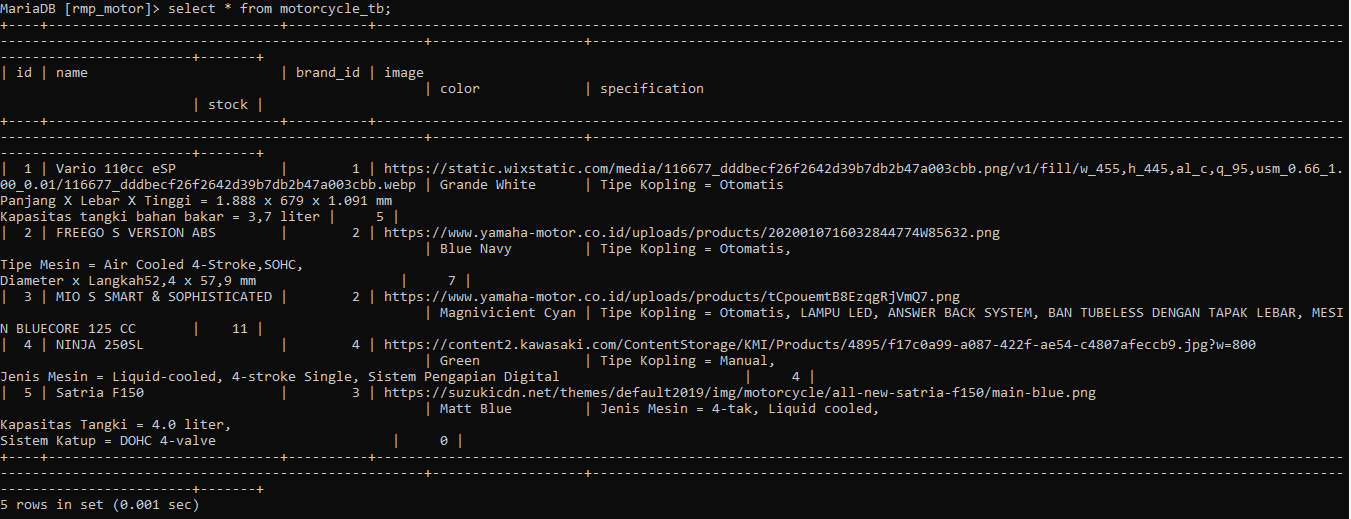 MariaDB [rmp_motor]> select * from motorcycle_tb;
| id | name | brand_id | image
| color | specification
| stock |
| 1 | Vario 110cc eSP | 1 | https://static.wixstatic.com/media/116677_dddbecf26f2642d39b7db2b47a003cbb.png/v1/fill/w_455,h_445,al_c,q_95,usm_0.66_1.
00_0.01/116677_dddbecf26f2642d39b7db2b47a003cbb.webp | Grande White | Tipe Kopling = Otomatis
Panjang X Lebar X Tinggi = 1.888 x 679 x 1.091 mm
Kapasitas tangki bahan bakar = 3,7 liter | 5 |
| 2 | FREEGO S VERSION ABS | 2 | https://www.yamaha-motor.co.id/uploads/products/2020010716032844774W85632.png
| Blue Navy | Tipe Kopling = Otomatis,
Tipe Mesin = Air Cooled 4-Stroke,SOHC,
Diameter x Langkah52,4 x 57,9 mm | 7 |
| 3 | MIO S SMART & SOPHISTICATED | 2 | https://www.yamaha-motor.co.id/uploads/products/tCpouemtB8EzqgRjVmQ7.png
| Magnivicient Cyan | Tipe Kopling = Otomatis, LAMPU LED, ANSWER BACK SYSTEM, BAN TUBELESS DENGAN TAPAK LEBAR, MESI
N BLUECORE 125 CC | 11 |
| 4 | NINJA 250SL | 4 | https://content2.kawasaki.com/ContentStorage/KMI/Products/4895/f17c0a99-a087-422f-ae54-c4807afeccb9.jpg?w=800
| Green | Tipe Kopling = Manual,
Jenis Mesin = Liquid-cooled, 4-stroke Single, Sistem Pengapian Digital | 4 |
| 5 | Satria F150 | 3 | https://suzukicdn.net/themes/default2019/img/motorcycle/all-new-satria-f150/main-blue.png
| Matt Blue | Jenis Mesin = 4-tak, Liquid cooled,
Kapasitas Tangki = 4.0 liter,
Sistem Katup = DOHC 4-valve | 0 |
5 rows in set (0.001 sec)